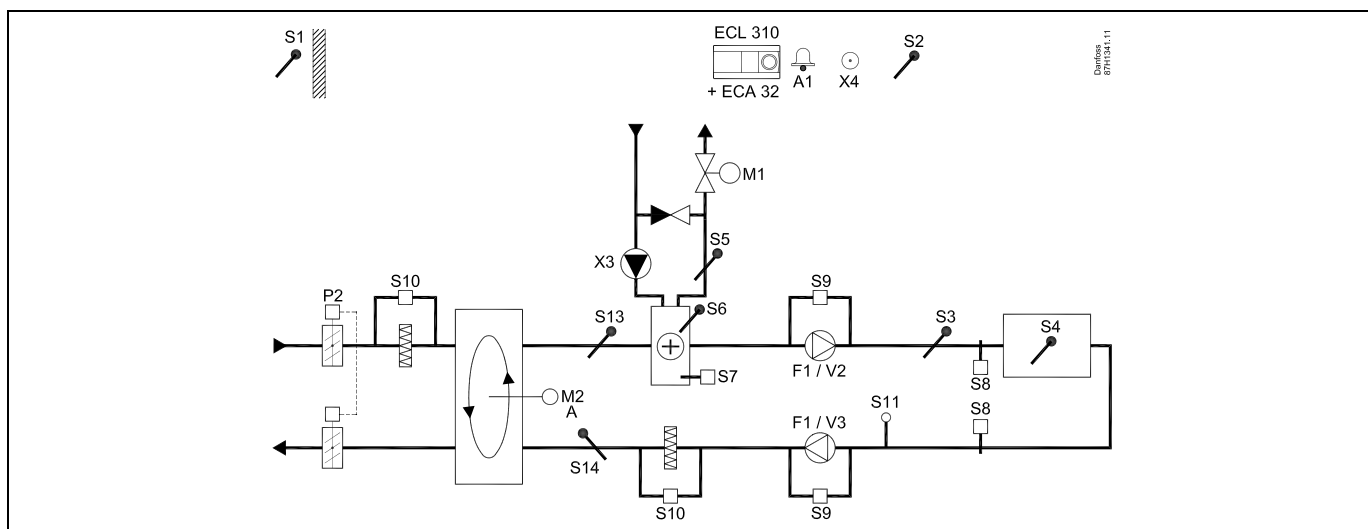 S1
ECL 310
+ ECA 32
A1
X4
S2
Danfoss
87H1341.11
M1
X3
S5
P2
S10
S13
S6
S7
S9
F1 / V2
S3
S8
S4
M2
A
S14
S10
F1 / V3
S9
S11
S8